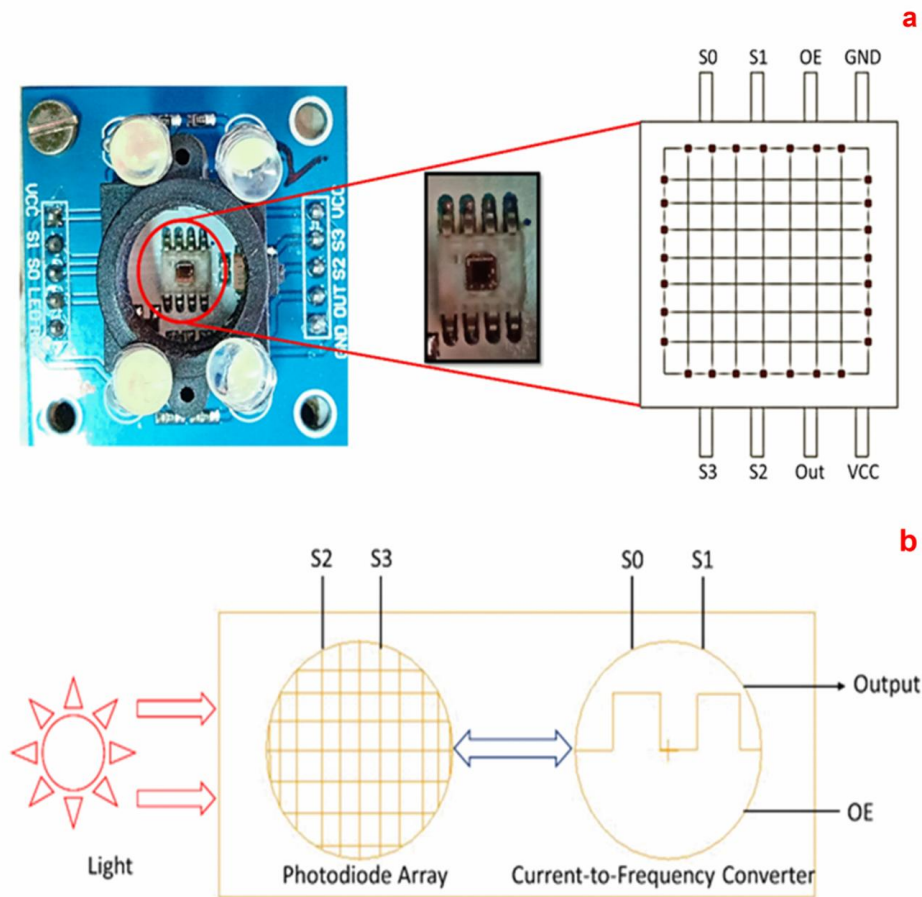 a
S0 S1 OE GND
VCC S1 S0 LED
GND OUT S2 S3 VCC
S3 S2 Out VCC
b
S2 S3 S0 S1
Output
OE
Light Photodiode Array Current-to-Frequency Converter